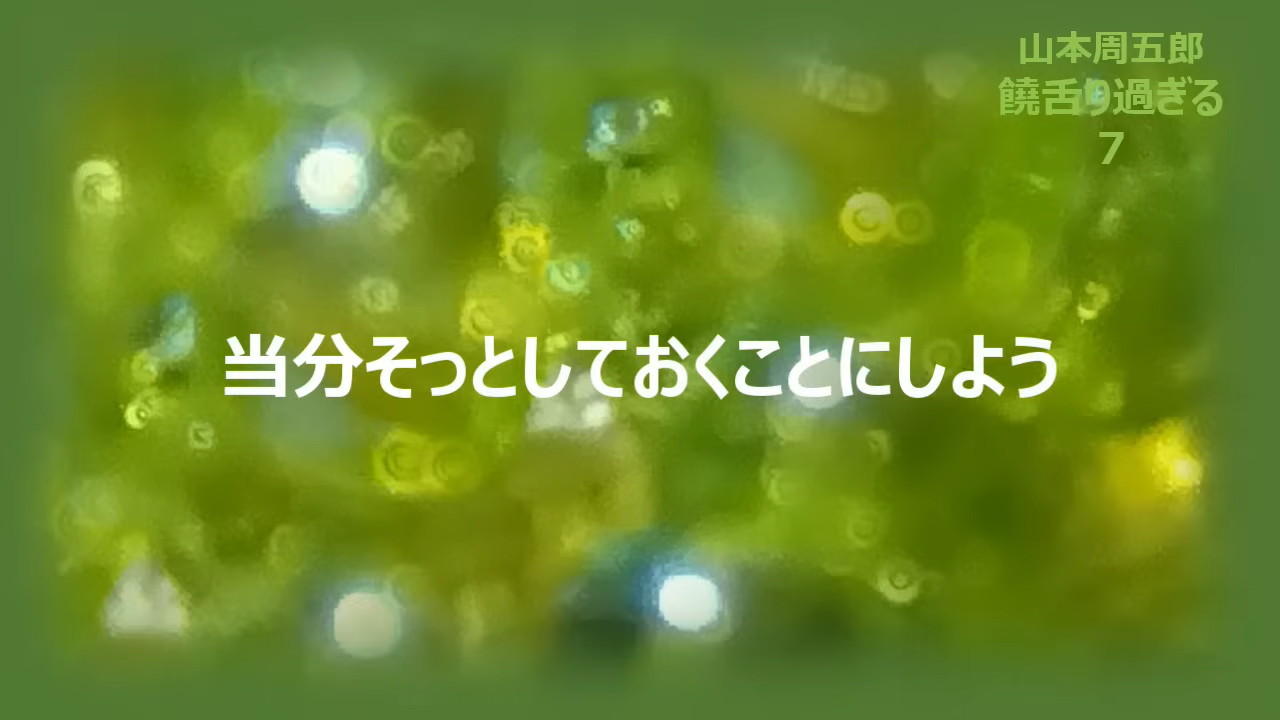 山本周五郎
饒舌り過ぎる
7
当分そっとしておくことにしよう